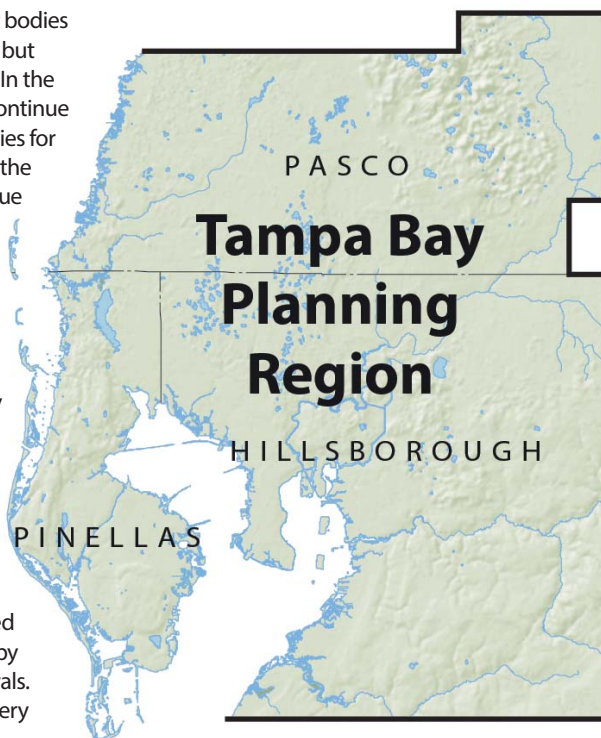 bodies
but
In the
ontinue
ies for
the
ue
ed
by
als.
ery
PASCO
Tampa Bay
Planning
Region
HILLSBOROUGH
PINELLAS